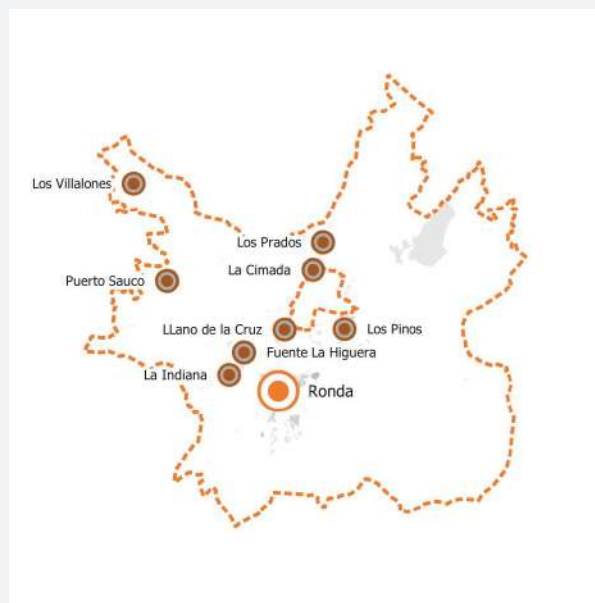 Los Villalones
Los Prados
La Cimada
Puerto Sauco
LLano de la Cruz
Los Pinos
Fuente La Higuera
La Indiana
Ronda